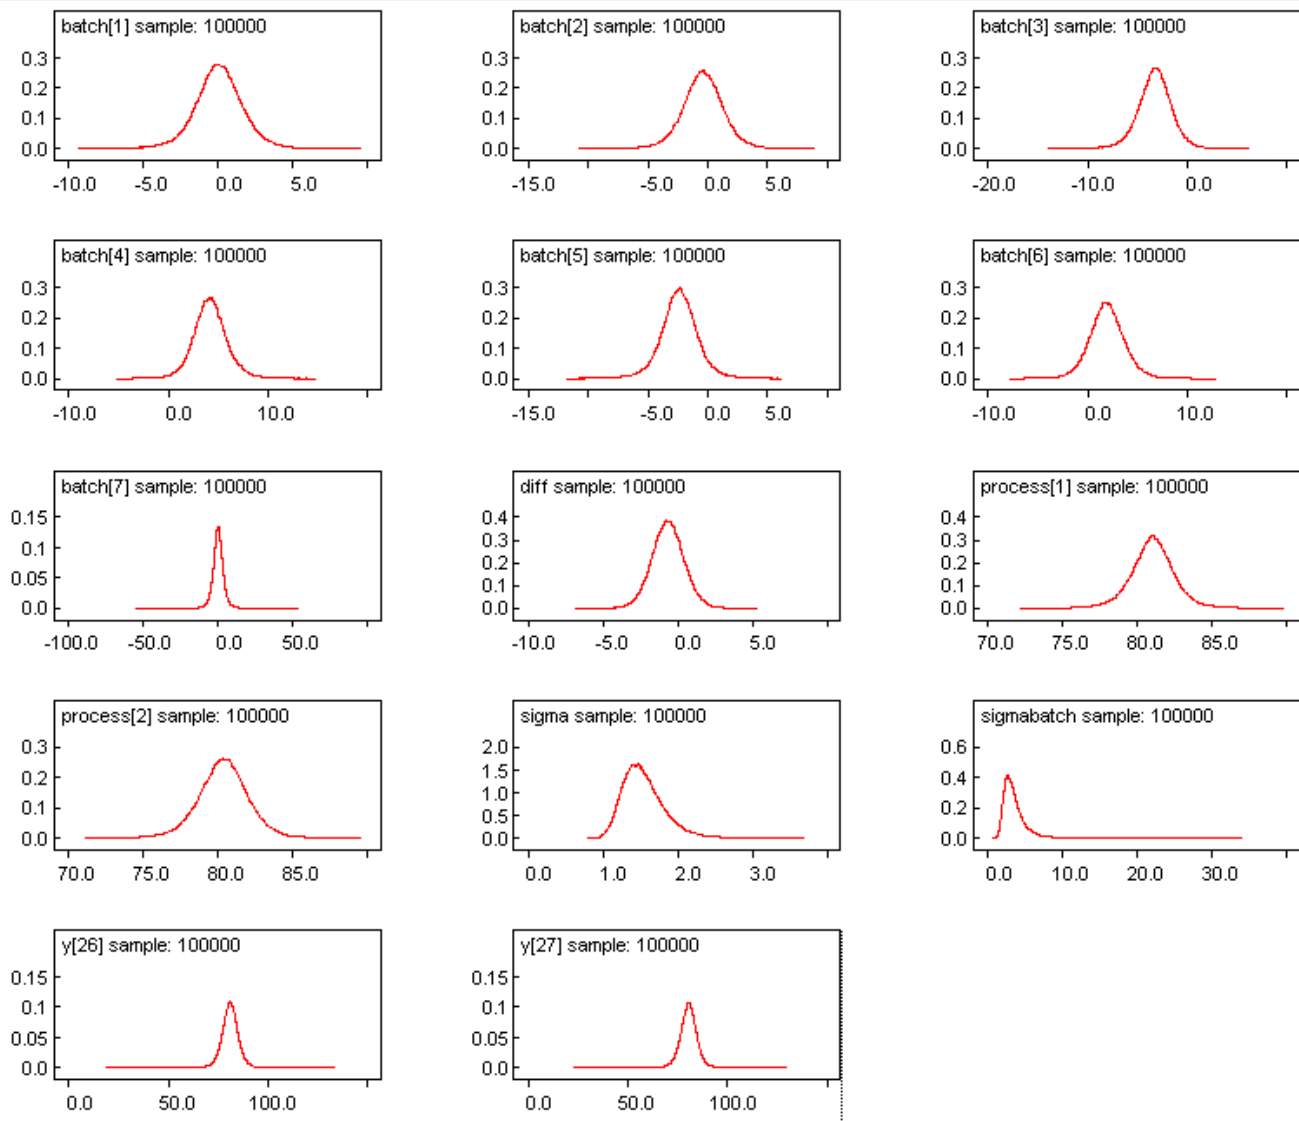 batch[1] sample: 100000
0.3
0.2
0.1
0.0
-10.0 -5.0 0.0 5.0
batch[2] sample: 100000
0.3
0.2
0.1
0.0
-15.0 -5.0 0.0 5.0
batch[3] sample: 100000
0.3
0.2
0.1
0.0
-20.0 -10.0 0.0
batch[4] sample: 100000
0.3
0.2
0.1
0.0
-10.0 0.0 10.0
batch[5] sample: 100000
0.3
0.2
0.1
0.0
-15.0 -5.0 0.0 5.0
batch[6] sample: 100000
0.3
0.2
0.1
0.0
-10.0 0.0 10.0
batch[7] sample: 100000
0.15
0.1
0.05
0.0
-100.0 -50.0 0.0 50.0
diff sample: 100000
0.4
0.3
0.2
0.1
0.0
-10.0 -5.0 0.0 5.0
process[1] sample: 100000
0.4
0.3
0.2
0.1
0.0
70.0 75.0 80.0 85.0
process[2] sample: 100000
0.3
0.2
0.1
0.0
70.0 75.0 80.0 85.0
sigma sample: 100000
2.0
1.5
1.0
0.5
0.0
0.0 1.0 2.0 3.0
sigmabatch sample: 100000
0.6
0.4
0.2
0.0
0.0 10.0 20.0 30.0
y[26] sample: 100000
0.15
0.1
0.05
0.0
0.0 50.0 100.0
y[27] sample: 100000
0.15
0.1
0.05
0.0
0.0 50.0 100.0